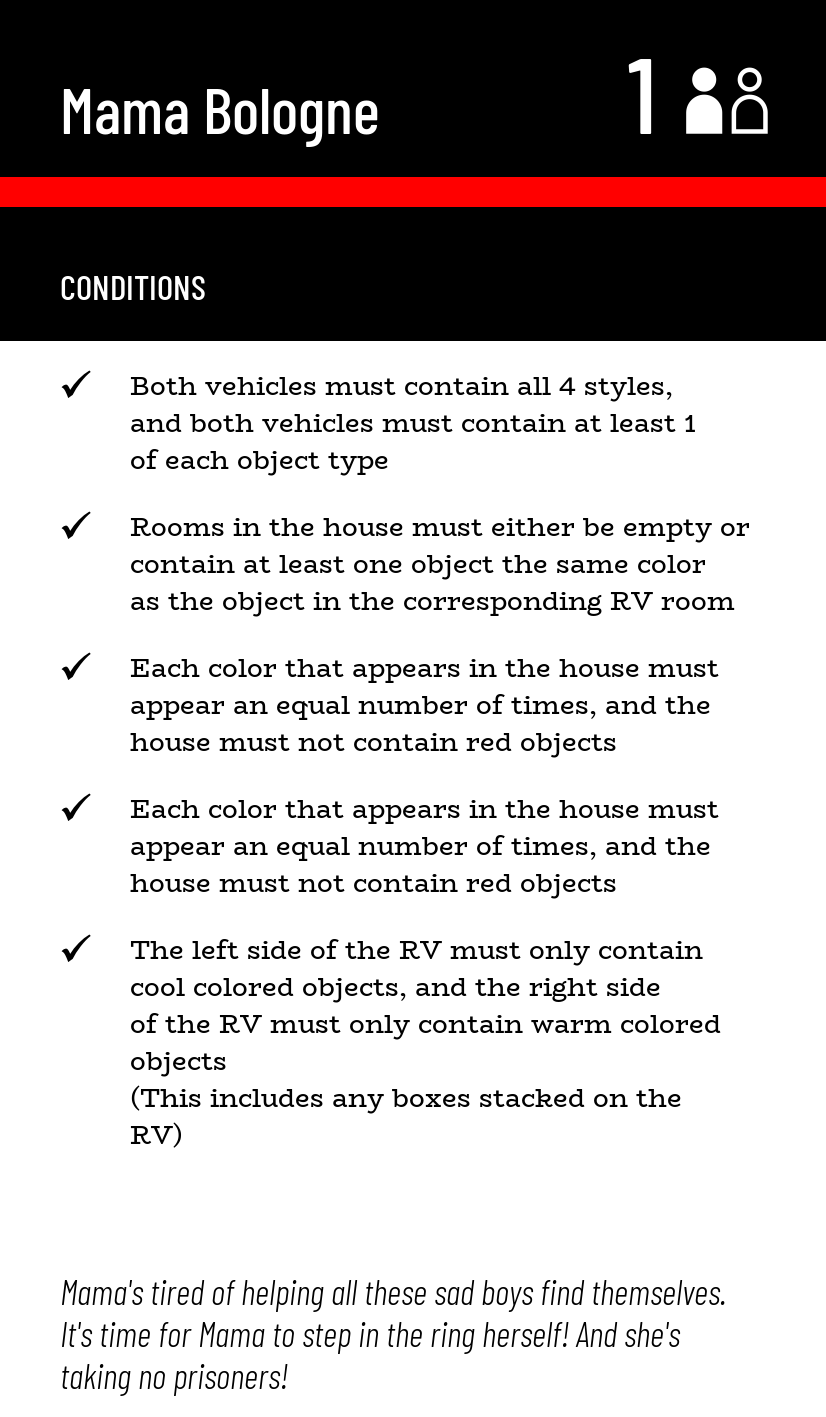 Mama Bologne
1
CONDITIONS
✓ Both vehicles must contain all 4 styles,
and both vehicles must contain at least 1
of each object type
✓ Rooms in the house must either be empty or
contain at least one object the same color
as the object in the corresponding RV room
✓ Each color that appears in the house must
appear an equal number of times, and the
house must not contain red objects
✓ Each color that appears in the house must
appear an equal number of times, and the
house must not contain red objects
✓ The left side of the RV must only contain
cool colored objects, and the right side
of the RV must only contain warm colored
objects
(This includes any boxes stacked on the
RV)
Mama's tired of helping all these sad boys find themselves.
It's time for Mama to step in the ring herself! And she's
taking no prisoners!